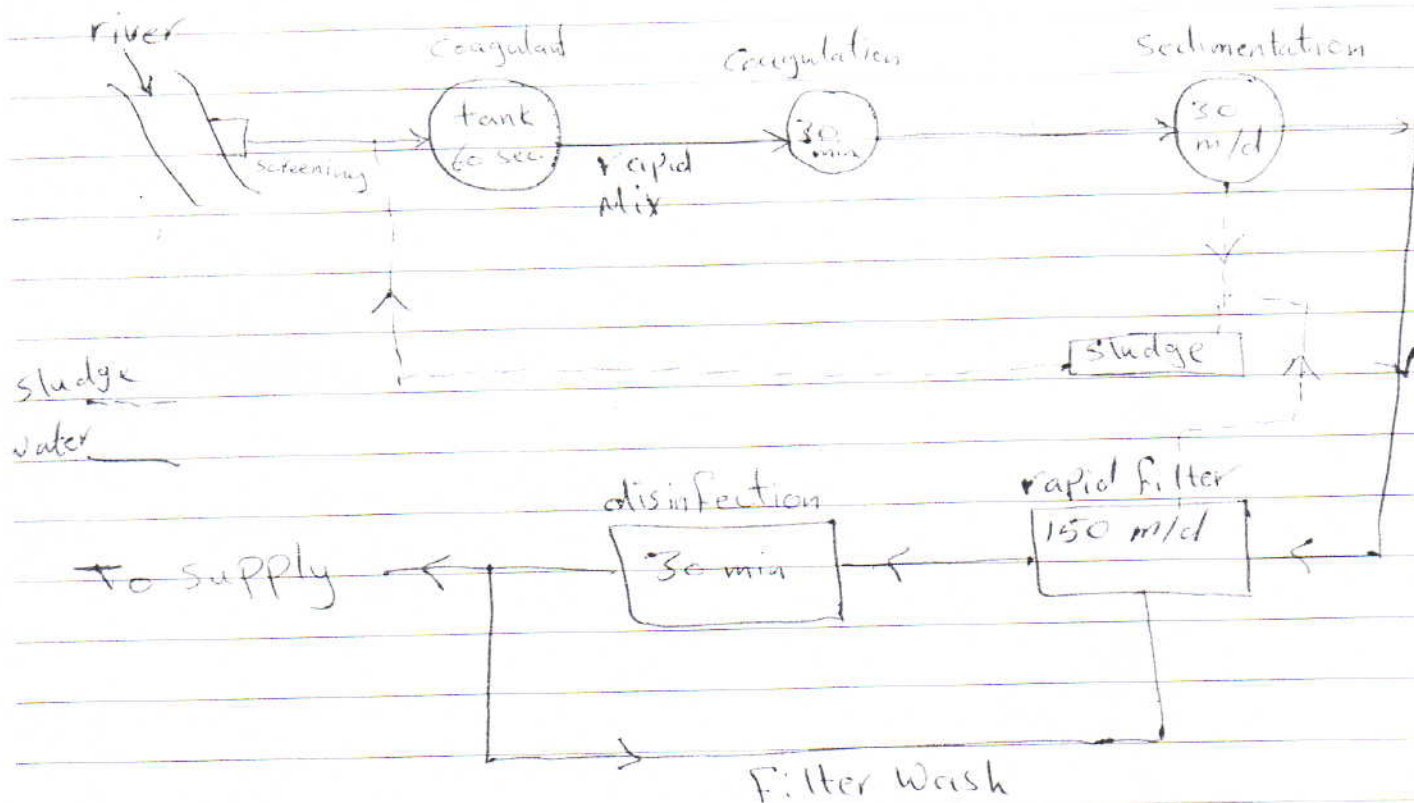 river
coagulant
coagulation
sedimentation
tank
60 sec.
30
min
30
m/d
screening
rapid
Mix
sludge
sludge
water
disinfection
rapid filter
30 min
150 m/d
To supply
Filter Wash